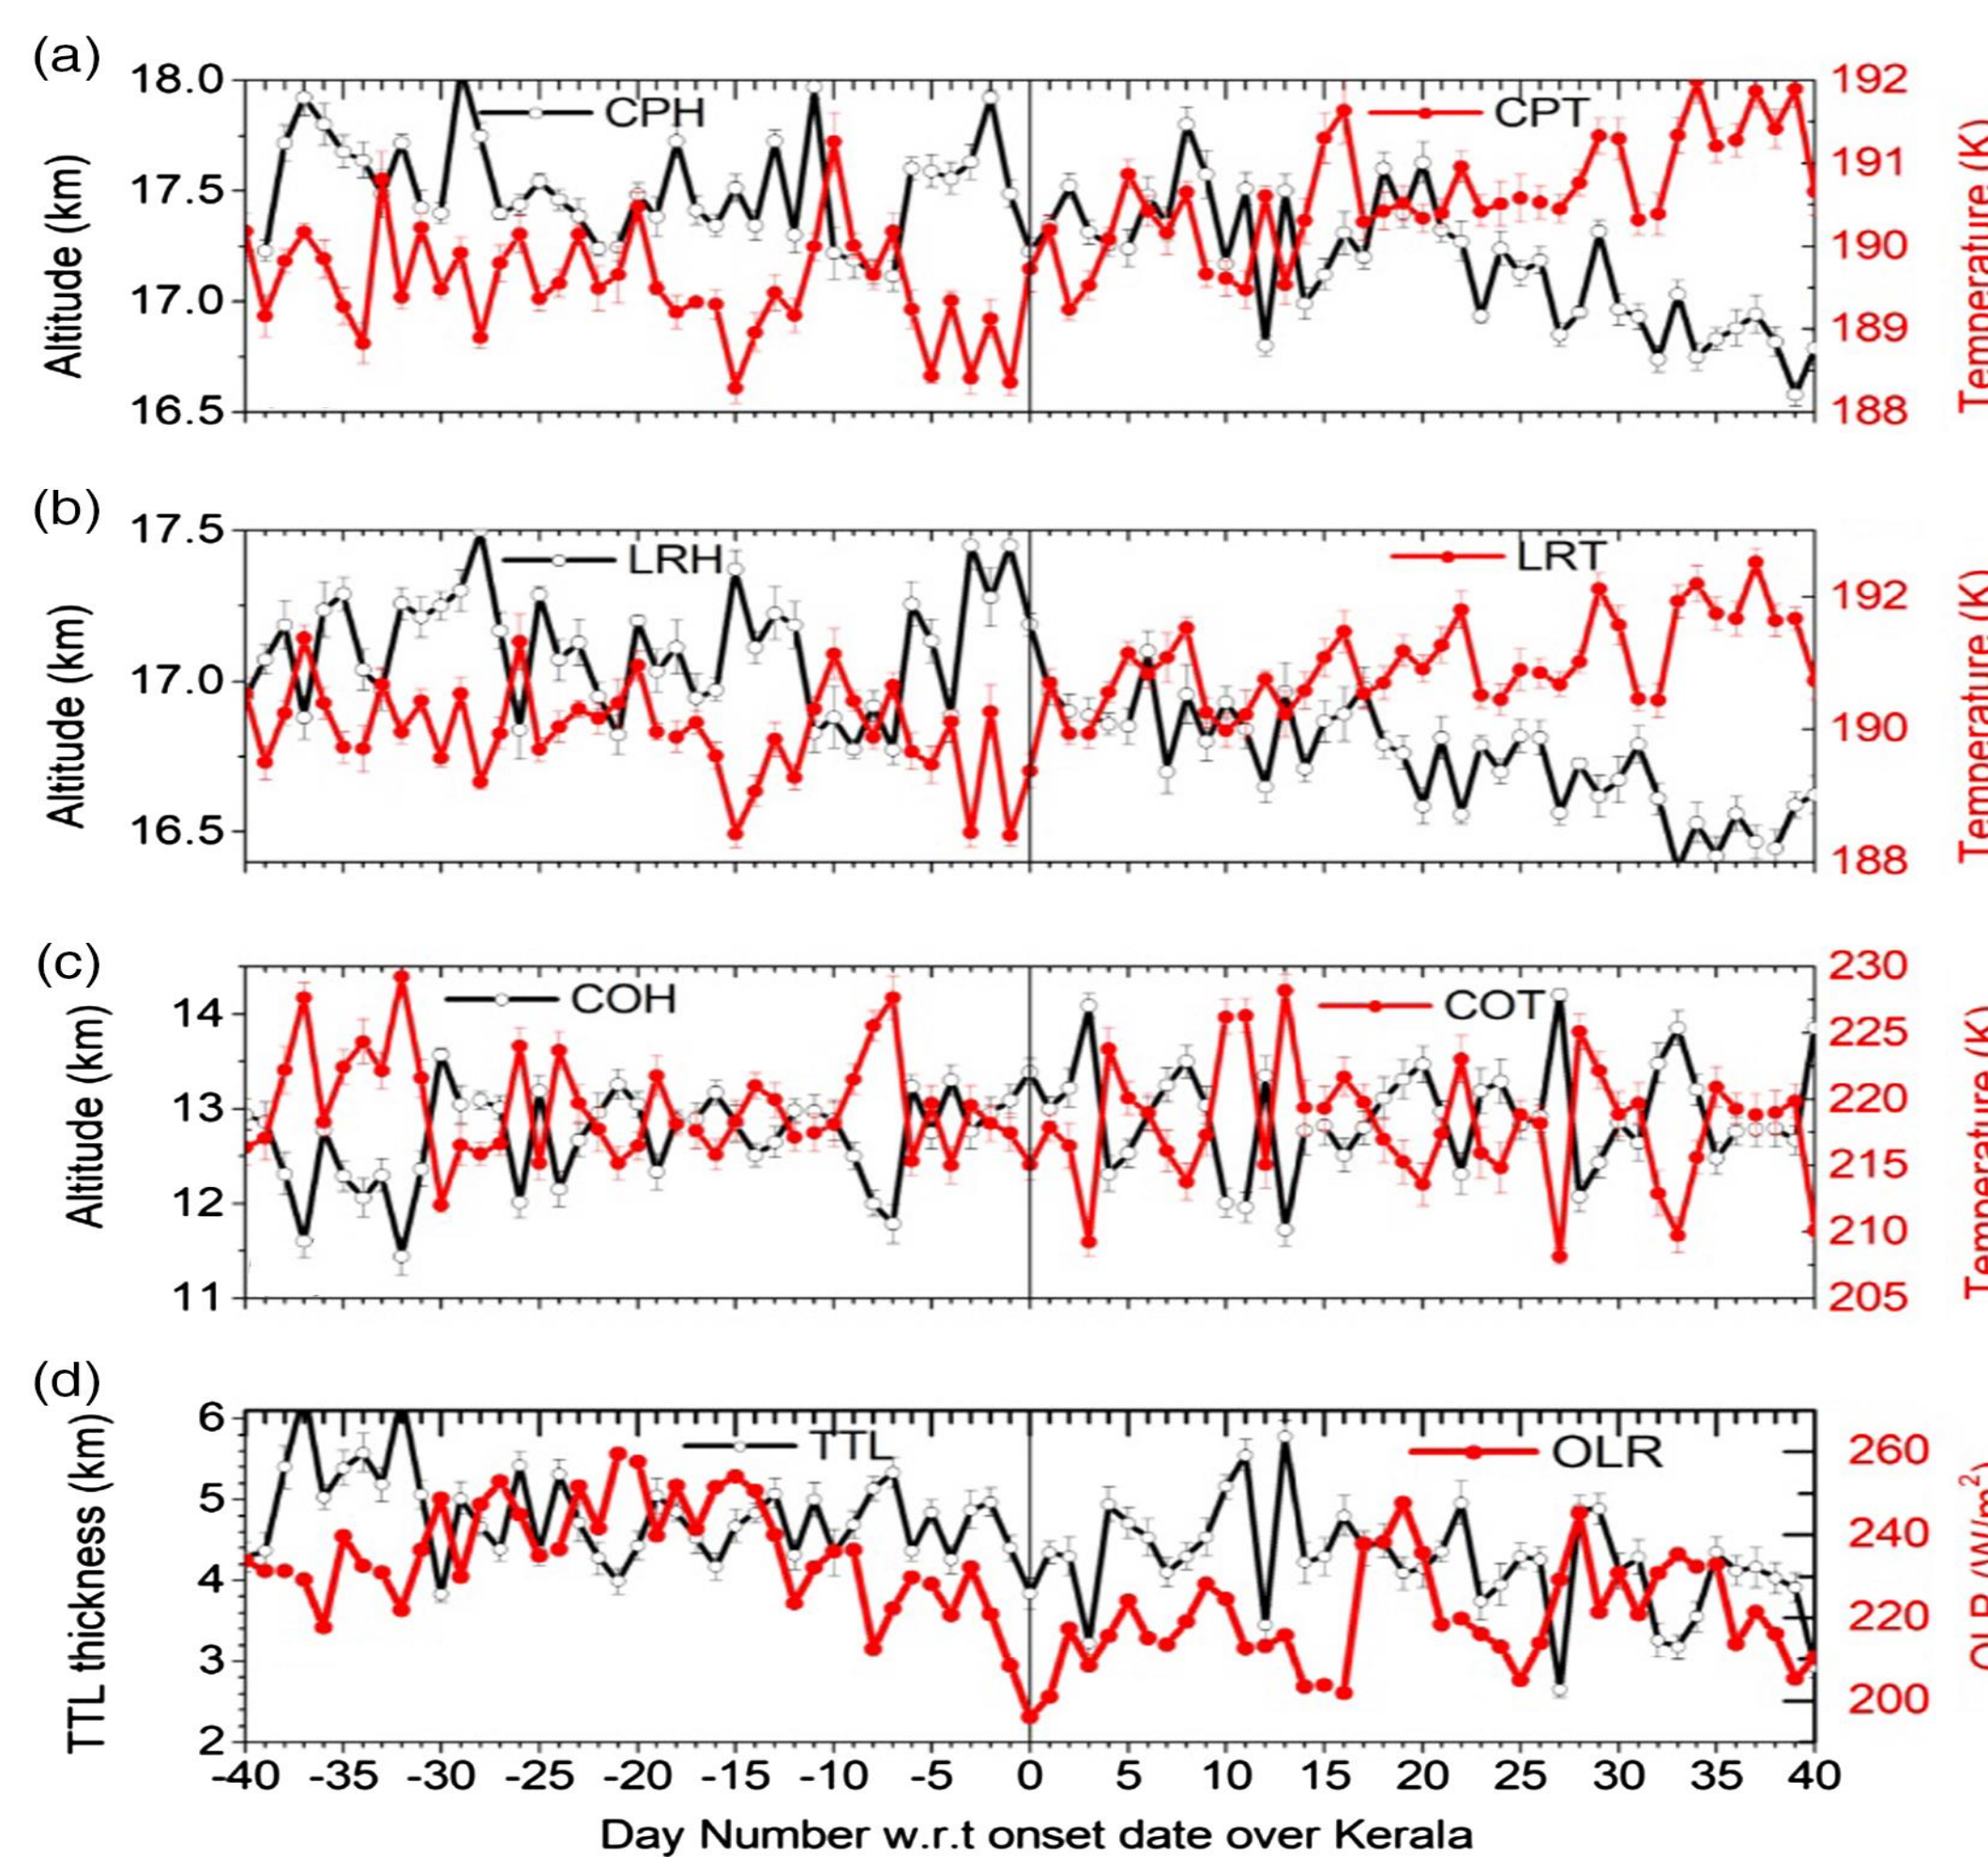 (a)
18.0
17.5
17.0
16.5
Altitude (km)
CPH
CPT
192
191
190
189
188
Temperature (K)
(b)
17.5
17.0
16.5
Altitude (km)
LRH
LRT
192
190
188
Temperature (K)
(c)
14
13
12
11
Altitude (km)
COH
COT
230
225
220
215
210
205
Temperature (K)
(d)
6
5
4
3
2
TTL thickness (km)
TTL
OLR
260
240
220
200
OLR (W/m²)
-40 -35 -30 -25 -20 -15 -10 -5 0 5 10 15 20 25 30 35 40
Day Number w.r.t onset date over Kerala